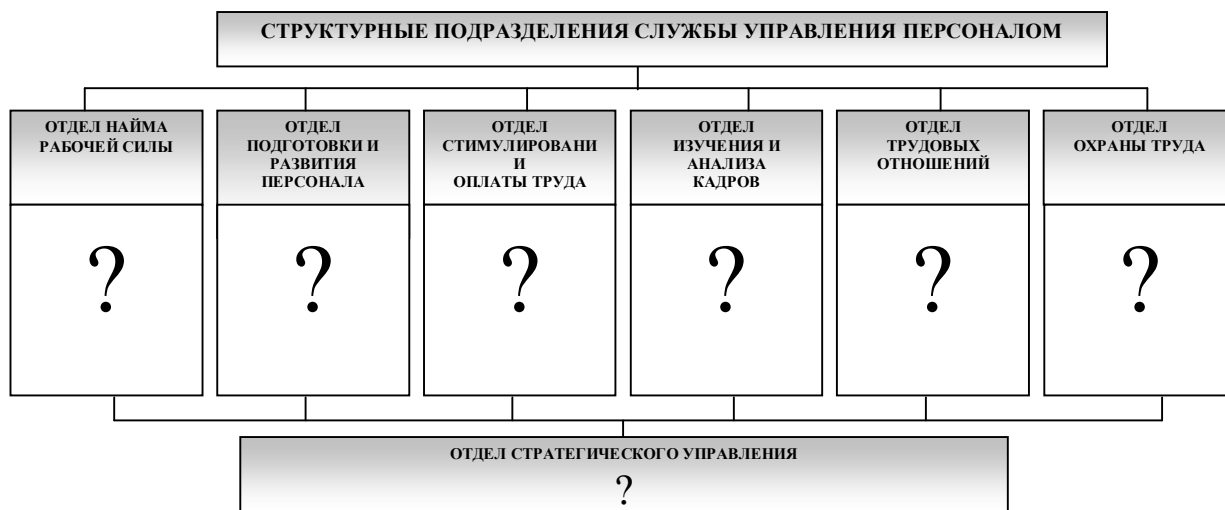 СТРУКТУРНЫЕ ПОДРАЗДЕЛЕНИЯ СЛУЖБЫ УПРАВЛЕНИЯ ПЕРСОНАЛОМ
ОТДЕЛ НАЙМА
РАБОЧЕЙ СИЛЫ
?
ОТДЕЛ
ПОДГОТОВКИ И
РАЗВИТИЯ
ПЕРСОНАЛА
?
ОТДЕЛ
СТИМУЛИРОВАНИ
И
ОПЛАТЫ ТРУДА
?
ОТДЕЛ
ИЗУЧЕНИЯ И
АНАЛИЗА
КАДРОВ
?
ОТДЕЛ
ТРУДОВЫХ
ОТНОШЕНИЙ
?
ОТДЕЛ
ОХРАНЫ ТРУДА
?
ОТДЕЛ СТРАТЕГИЧЕСКОГО УПРАВЛЕНИЯ
?